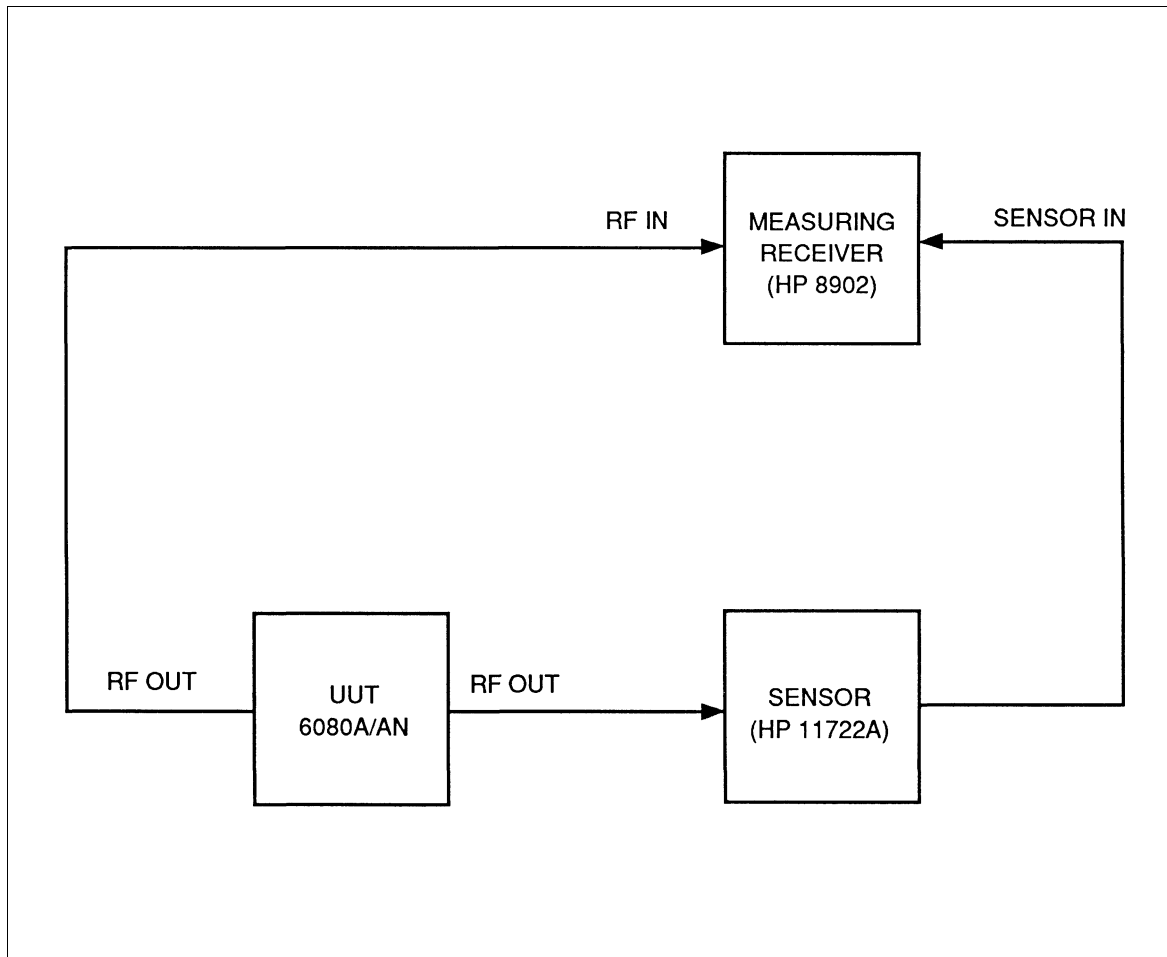 RF IN
MEASURING
RECEIVER
(HP 8902)
SENSOR IN
RF OUT
UUT
6080A/AN
RF OUT
SENSOR
(HP 11722A)